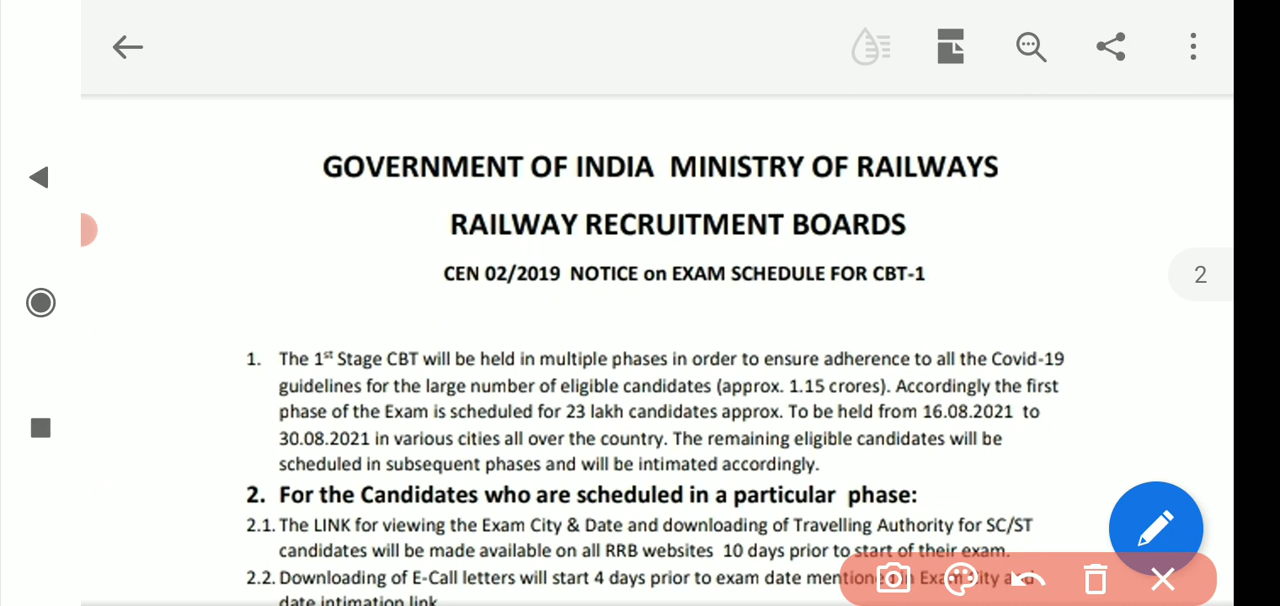 GOVERNMENT OF INDIA MINISTRY OF RAILWAYS
RAILWAY RECRUITMENT BOARDS
CEN 02/2019 NOTICE on EXAM SCHEDULE FOR CBT-1
2
1. The 1st Stage CBT will be held in multiple phases in order to ensure adherence to all the Covid-19
guidelines for the large number of eligible candidates (approx. 1.15 crores). Accordingly the first
phase of the Exam is scheduled for 23 lakh candidates approx. To be held from 16.08.2021 to
30.08.2021 in various cities all over the country. The remaining eligible candidates will be
scheduled in subsequent phases and will be intimated accordingly.
2. For the Candidates who are scheduled in a particular phase:
2.1. The LINK for viewing the Exam City & Date and downloading of Travelling Authority for SC/ST
candidates will be made available on all RRB websites 10 days prior to start of their exam.
2.2. Downloading of E-Call letters will start 4 days prior to exam date mentioned in Exam City and
date intimation link